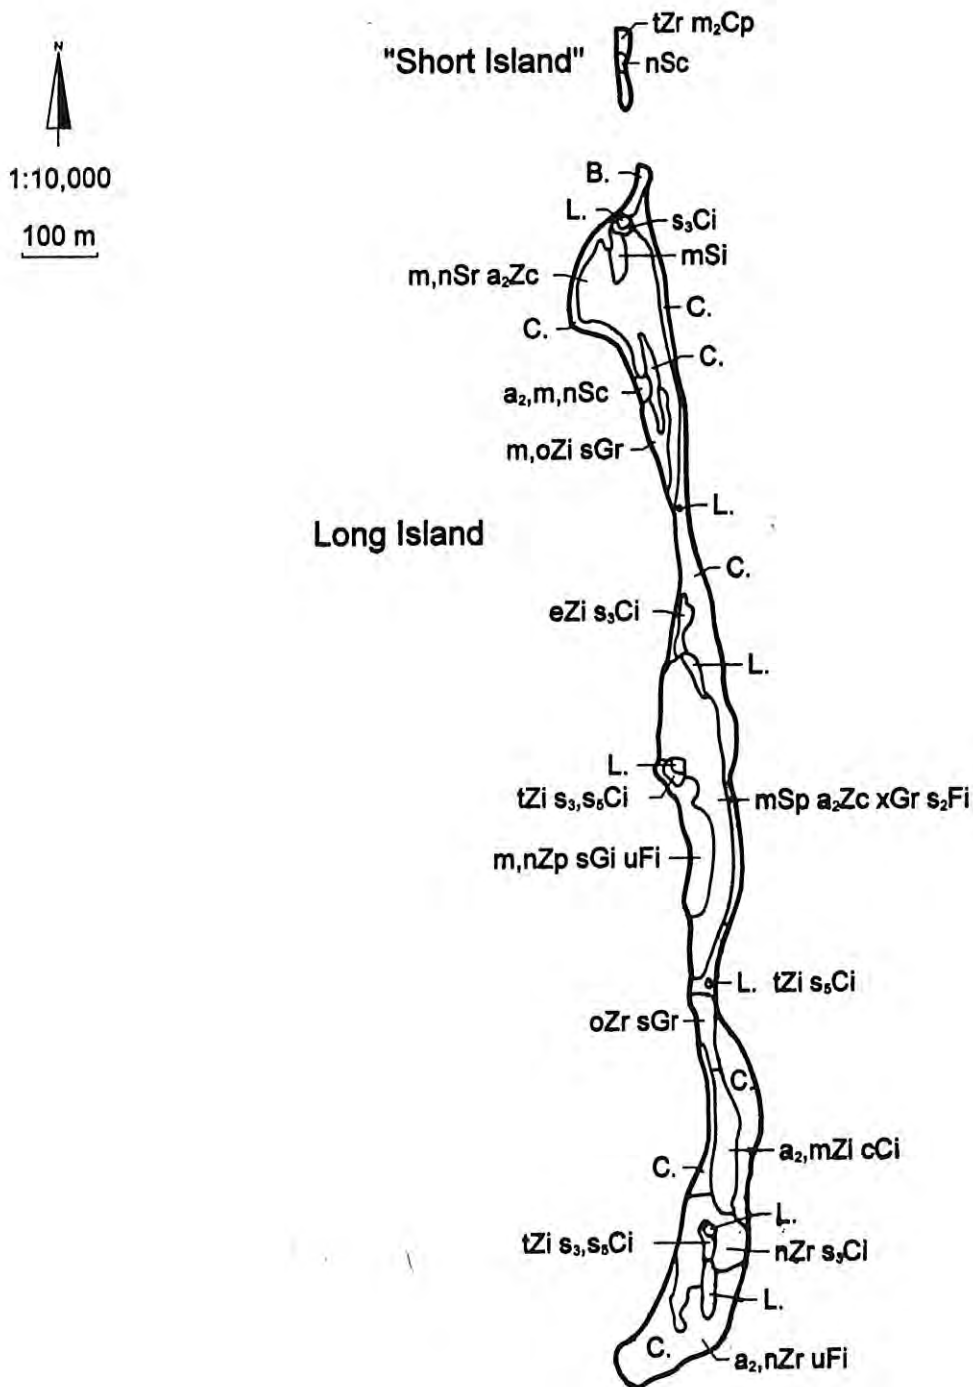 tZr m₂Cp
"Short Island"
nSc
N
1:10,000
100 m
B.
L.
s₃Ci
mSi
m,nSr a₂Zc
C.
C.
C.
a₂,m,nSc
m,oZi sGr
L.
Long Island
C.
eZi s₃Ci
L.
L.
tZi s₃,s₅Ci
mSp a₂Zc xGr s₂Fi
m,nZp sGi uFi
L. tZi s₅Ci
oZr sGr
C.
a₂,mZi cCi
C.
L.
tZi s₃,s₅Ci
nZr s₃Ci
L.
C.
a₂,nZr uFi